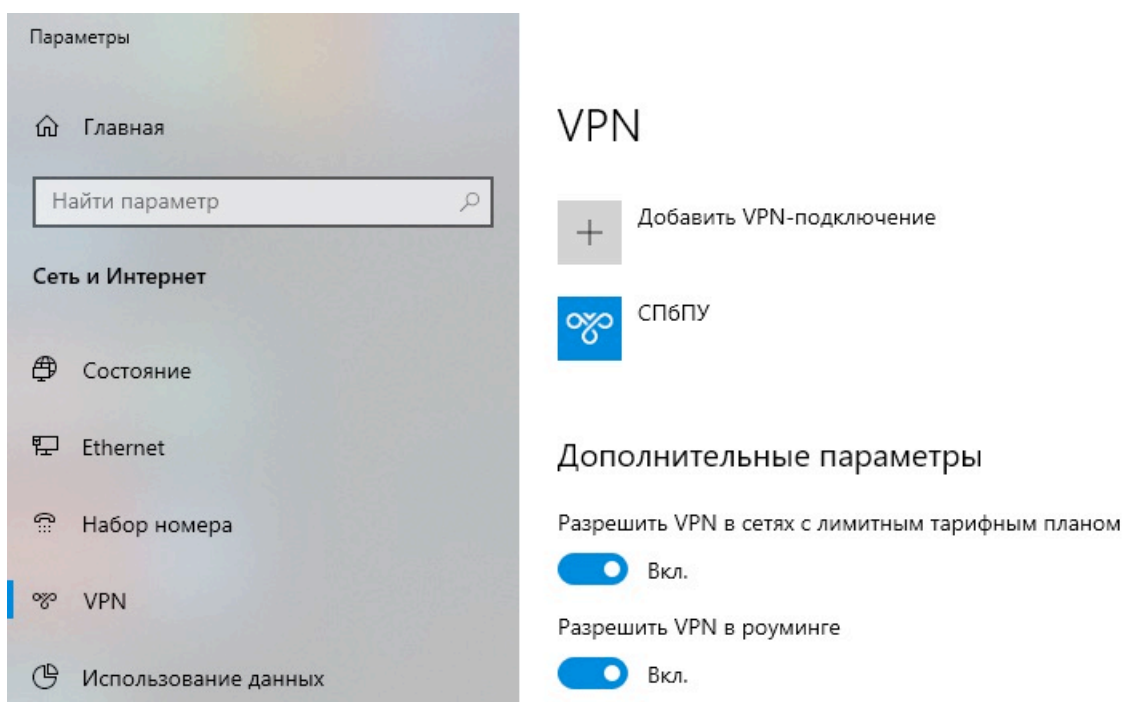 Параметры
Главная
Найти параметр
Сеть и Интернет
Состояние
Ethernet
Набор номера
VPN
Использование данных
VPN
Добавить VPN-подключение
СПбПУ
Дополнительные параметры
Разрешить VPN в сетях с лимитным тарифным планом
Вкл.
Разрешить VPN в роуминге
Вкл.